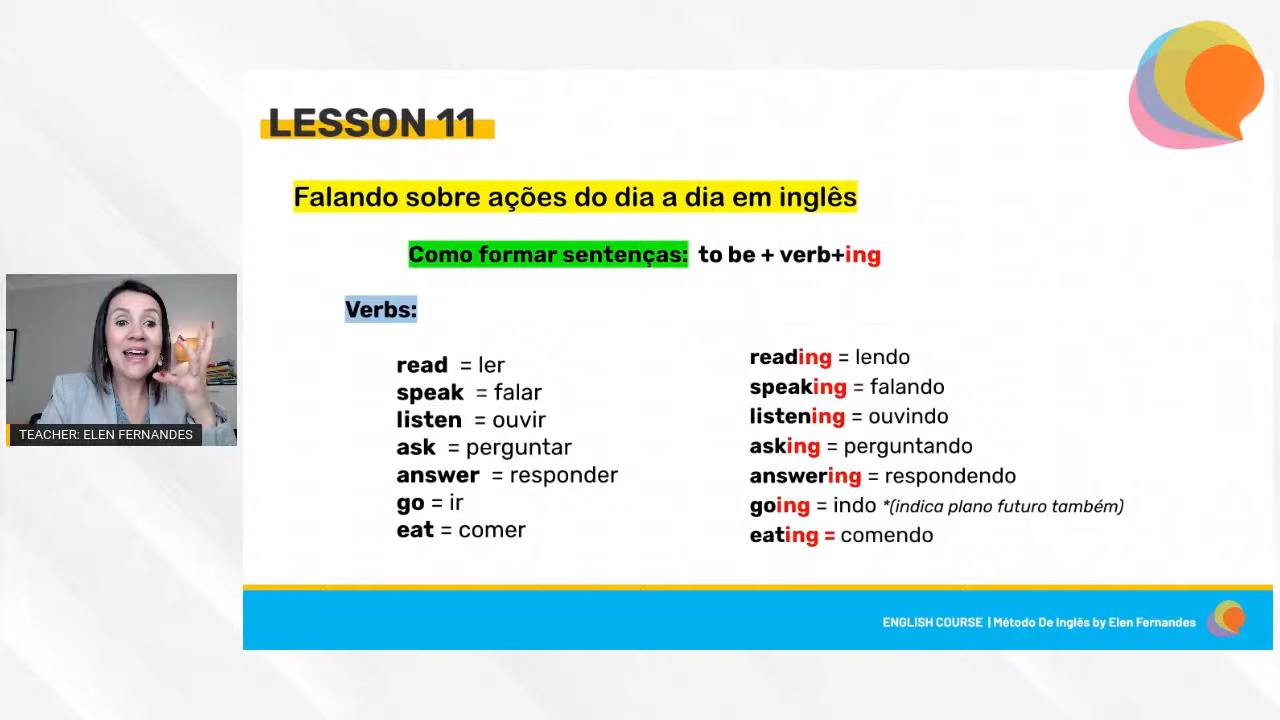 LESSON 11
Falando sobre ações do dia a dia em inglês
Como formar sentenças: to be + verb+ing
Verbs:
read = ler
speak = falar
listen = ouvir
ask = perguntar
answer = responder
go = ir
eat = comer
reading = lendo
speaking = falando
listening = ouvindo
asking = perguntando
answering = respondendo
going = indo *(indica plano futuro também)
eating = comendo
TEACHER: ELEN FERNANDES
ENGLISH COURSE | Método De Inglês by Elen Fernandes